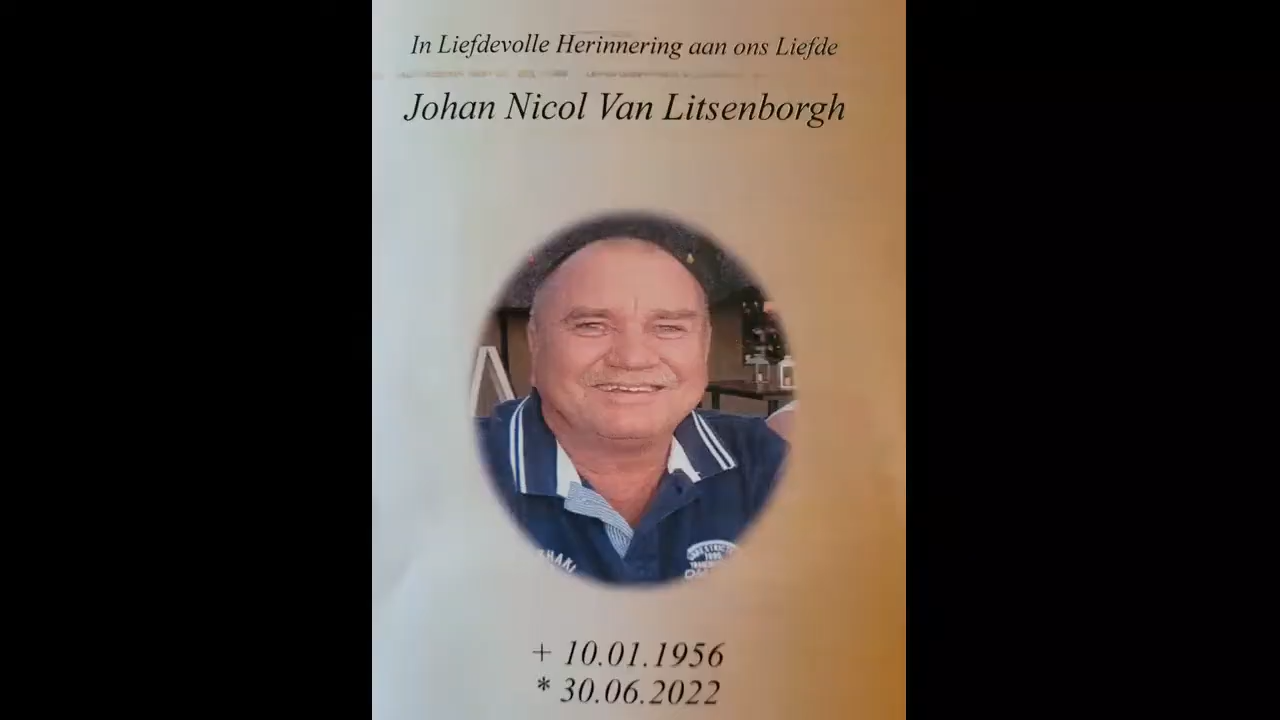 In Liefdevolle Herinnering aan ons Liefde
Johan Nicol Van Litsenborgh
+ 10.01.1956
* 30.06.2022